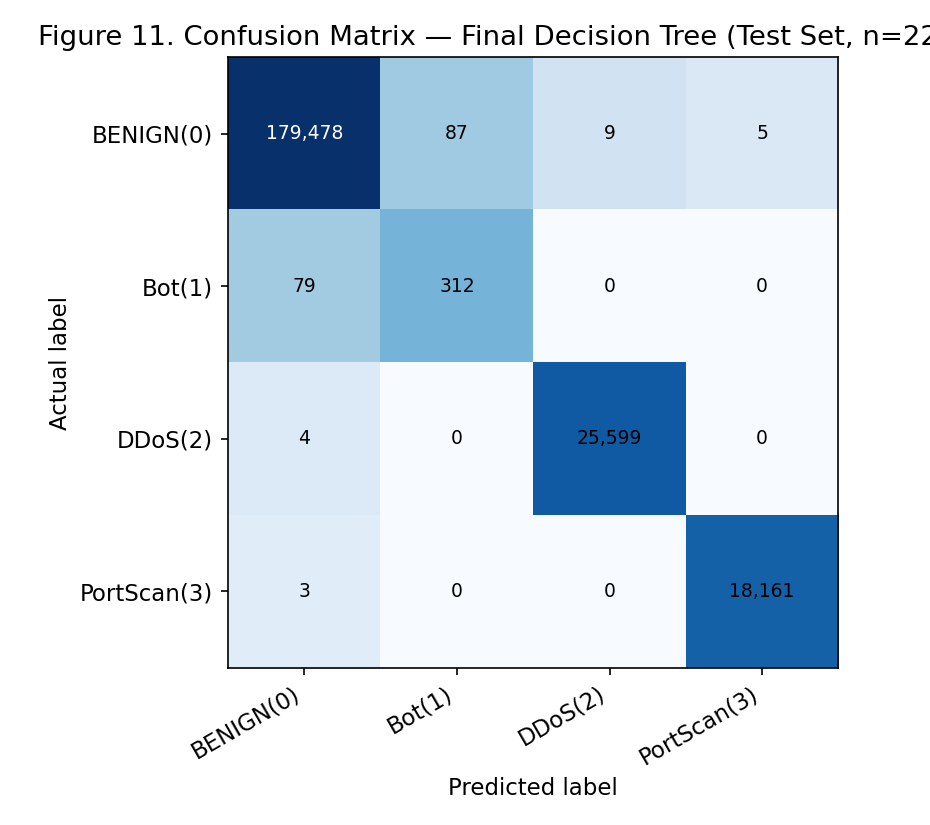 Figure 11. Confusion Matrix — Final Decision Tree (Test Set, n=22
BENIGN(0) 179,478 87 9 5
Bot(1) 79 312 0 0
DDoS(2) 4 0 25,599 0
PortScan(3) 3 0 0 18,161
Actual label
BENIGN(0) Bot(1) DDoS(2) PortScan(3)
Predicted label